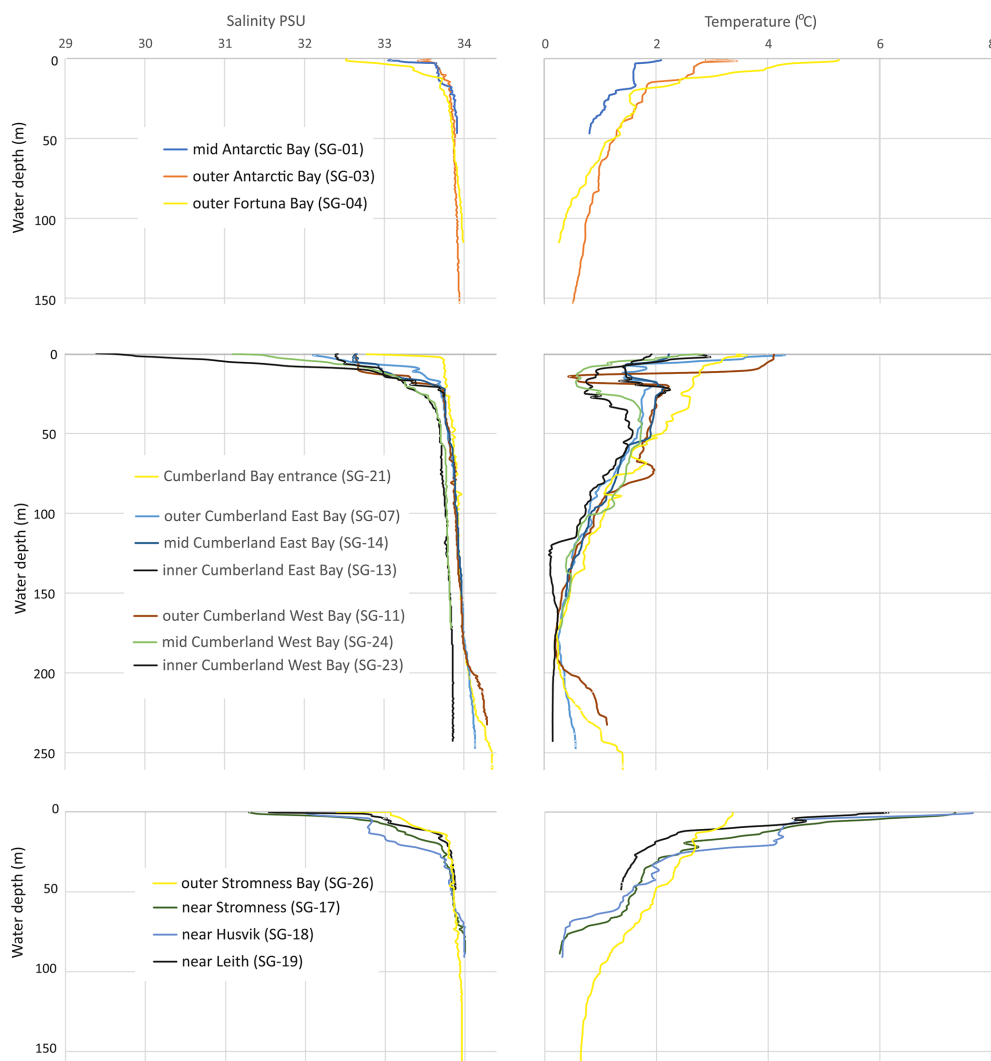 Salinity PSU
Temperature (ºC)
29 30 31 32 33 34
0 2 4 6 8
Water depth (m)
0
50
100
150
mid Antarctic Bay (SG-01)
outer Antarctic Bay (SG-03)
outer Fortuna Bay (SG-04)
Water depth (m)
0
50
100
150
200
250
Cumberland Bay entrance (SG-21)
outer Cumberland East Bay (SG-07)
mid Cumberland East Bay (SG-14)
inner Cumberland East Bay (SG-13)
outer Cumberland West Bay (SG-11)
mid Cumberland West Bay (SG-24)
inner Cumberland West Bay (SG-23)
Water depth (m)
0
50
100
150
outer Stromness Bay (SG-26)
near Stromness (SG-17)
near Husvik (SG-18)
near Leith (SG-19)